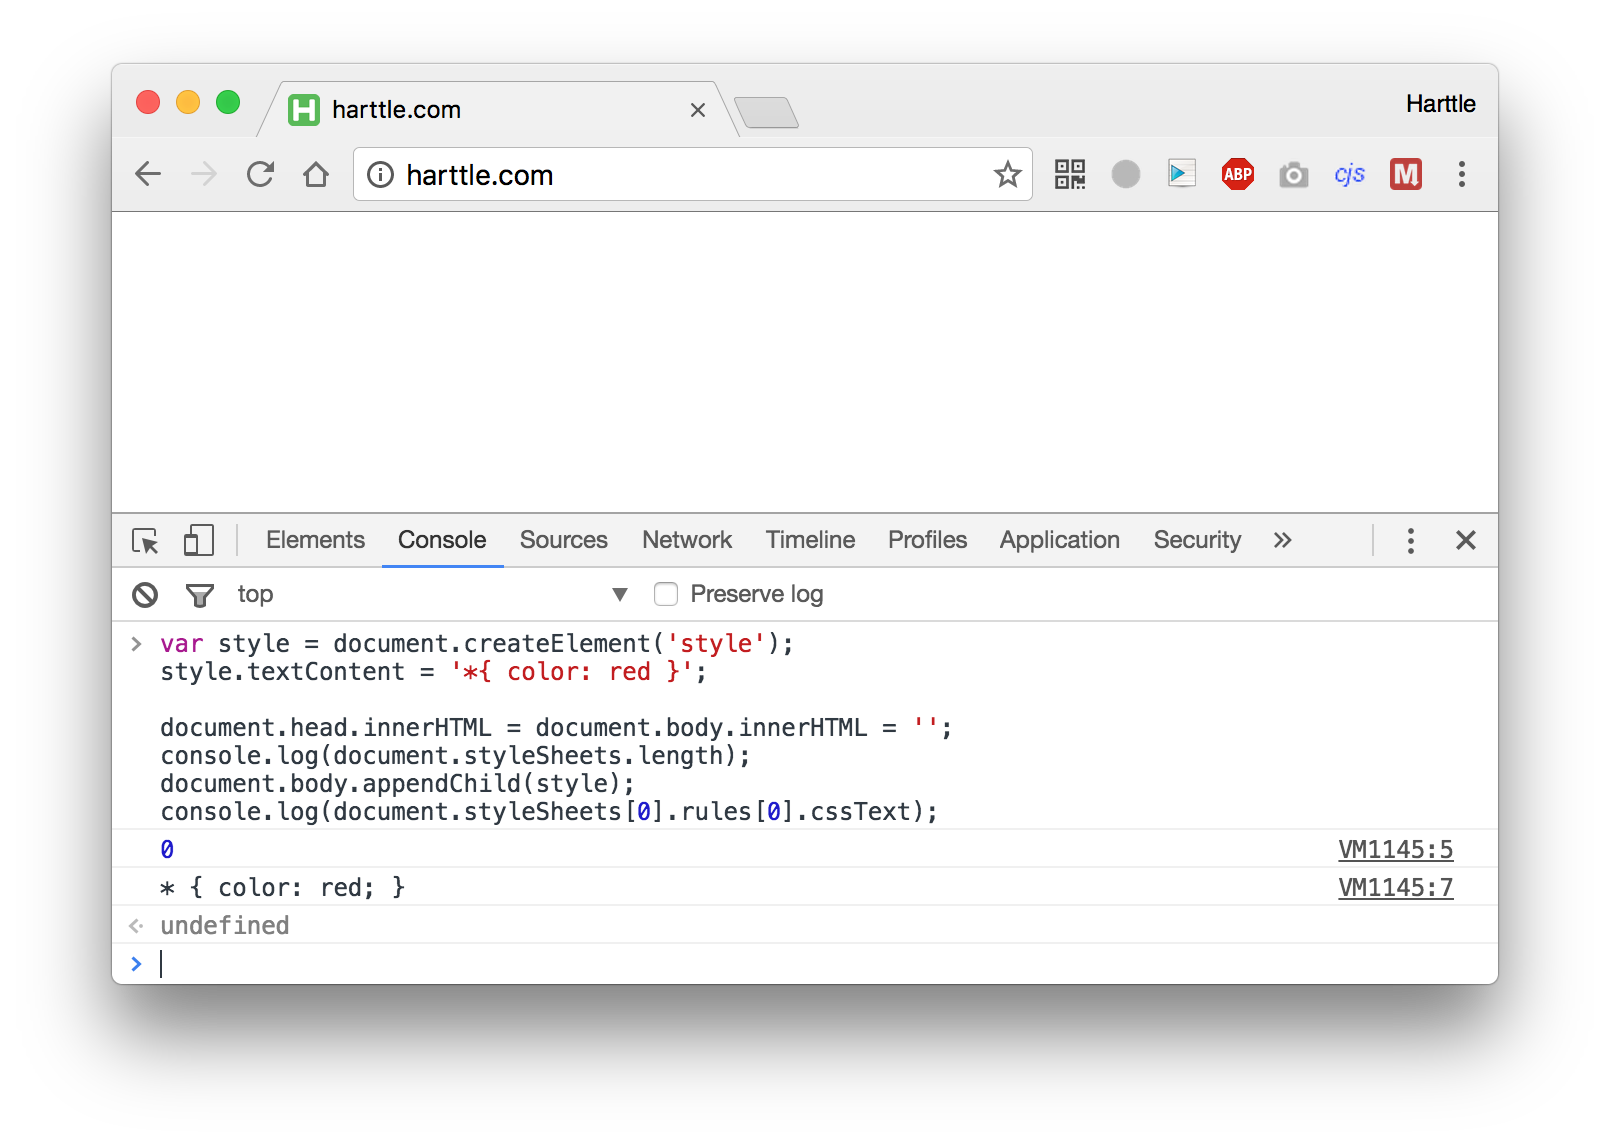 H harttle.com
Harttle
harttle.com
ABP cjs M
Elements Console Sources Network Timeline Profiles Application Security
top Preserve log
var style = document.createElement('style');
style.textContent = '*{ color: red }';
document.head.innerHTML = document.body.innerHTML = '';
console.log(document.styleSheets.length);
document.body.appendChild(style);
console.log(document.styleSheets[0].rules[0].cssText);
0 VM1145:5
* { color: red; } VM1145:7
undefined